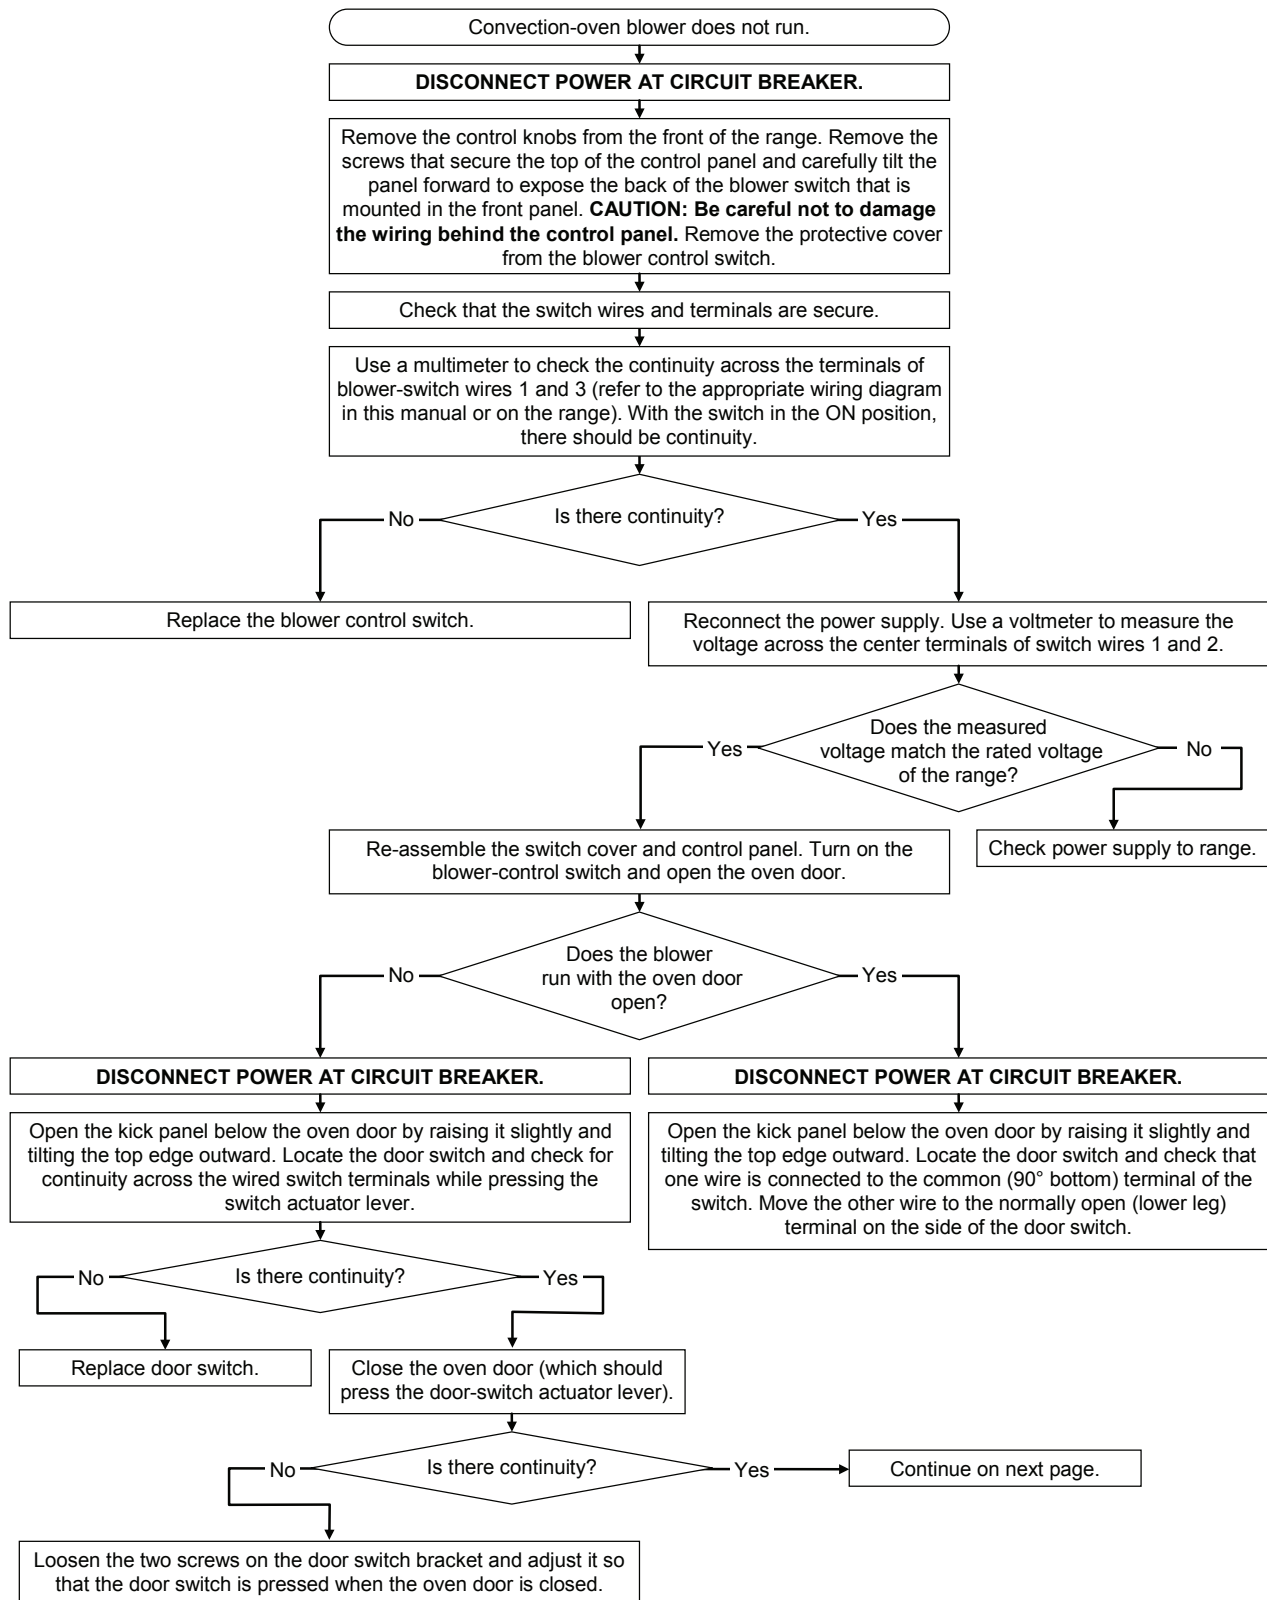 Convection-oven blower does not run.
DISCONNECT POWER AT CIRCUIT BREAKER.
Remove the control knobs from the front of the range. Remove the
screws that secure the top of the control panel and carefully tilt the
panel forward to expose the back of the blower switch that is
mounted in the front panel. CAUTION: Be careful not to damage
the wiring behind the control panel. Remove the protective cover
from the blower control switch.
Check that the switch wires and terminals are secure.
Use a multimeter to check the continuity across the terminals of
blower-switch wires 1 and 3 (refer to the appropriate wiring diagram
in this manual or on the range). With the switch in the ON position,
there should be continuity.
Is there continuity?
No
Yes
Replace the blower control switch.
Reconnect the power supply. Use a voltmeter to measure the
voltage across the center terminals of switch wires 1 and 2.
Does the measured
voltage match the rated voltage
of the range?
Yes
No
Re-assemble the switch cover and control panel. Turn on the
blower-control switch and open the oven door.
Check power supply to range.
Does the blower
run with the oven door
open?
No
Yes
DISCONNECT POWER AT CIRCUIT BREAKER.
Open the kick panel below the oven door by raising it slightly and
tilting the top edge outward. Locate the door switch and check for
continuity across the wired switch terminals while pressing the
switch actuator lever.
DISCONNECT POWER AT CIRCUIT BREAKER.
Open the kick panel below the oven door by raising it slightly and
tilting the top edge outward. Locate the door switch and check that
one wire is connected to the common (90° bottom) terminal of the
switch. Move the other wire to the normally open (lower leg)
terminal on the side of the door switch.
Is there continuity?
No
Yes
Replace door switch.
Close the oven door (which should
press the door-switch actuator lever).
Is there continuity?
No
Yes
Continue on next page.
Loosen the two screws on the door switch bracket and adjust it so
that the door switch is pressed when the oven door is closed.